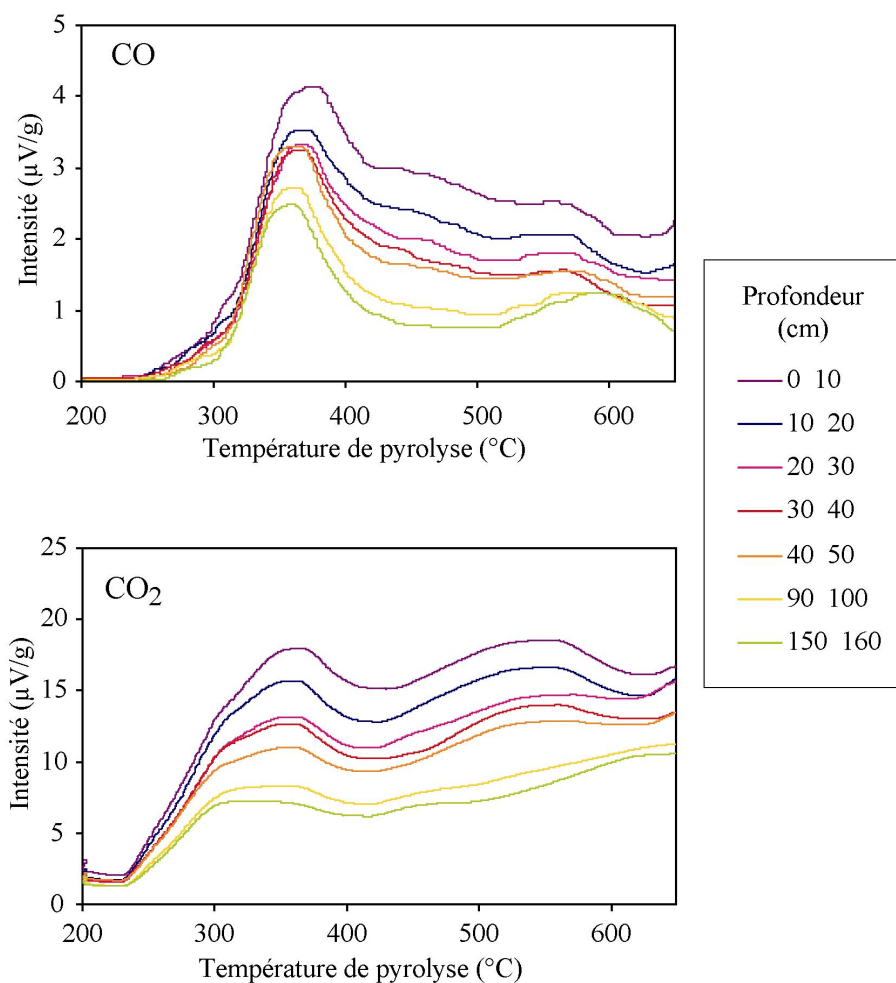 CO
Intensité (µV/g)
5
4
3
2
1
0
200 300 400 500 600
Température de pyrolyse (°C)
CO2
Intensité (µV/g)
25
20
15
10
5
0
200 300 400 500 600
Température de pyrolyse (°C)
Profondeur
(cm)
0 10
10 20
20 30
30 40
40 50
90 100
150 160